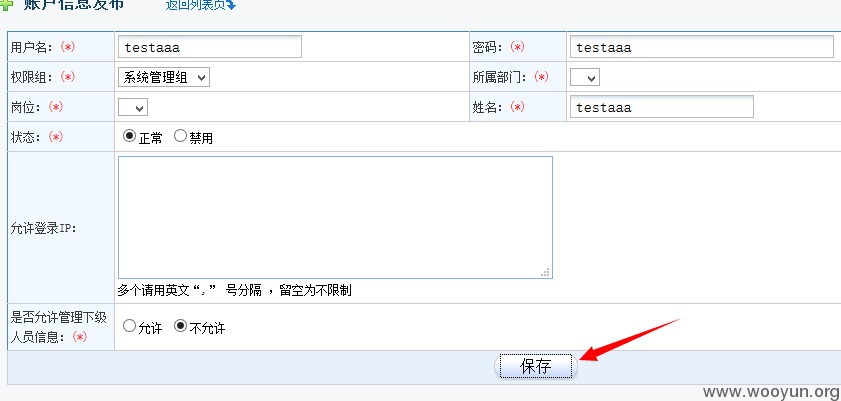 账户信息发布 返回列表页
用户名：(*) testaaa 密码：(*) testaaa
权限组：(*) 系统管理组 所属部门：(*)
岗位：(*) 姓名：(*) testaaa
状态：(*) 正常 禁用
允许登录IP：
多个请用英文“,” 号分隔 ，留空为不限制
是否允许管理下级
人员信息：(*) 允许 不允许
保存
www.wooyun.org